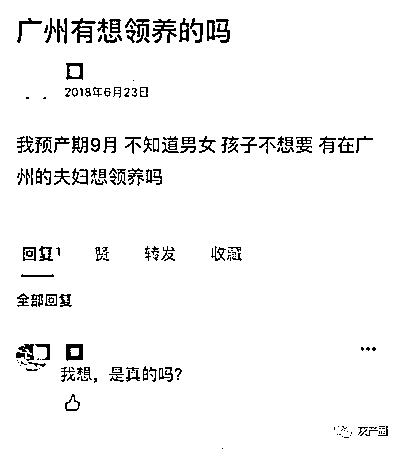 广州有想领养的吗
2018年6月23日
我预产期9月 不知道男女 孩子不想要 有在广
州的夫妇想领养吗
回复1 赞 转发 收藏
全部回复
我想，是真的吗?
灰产圈